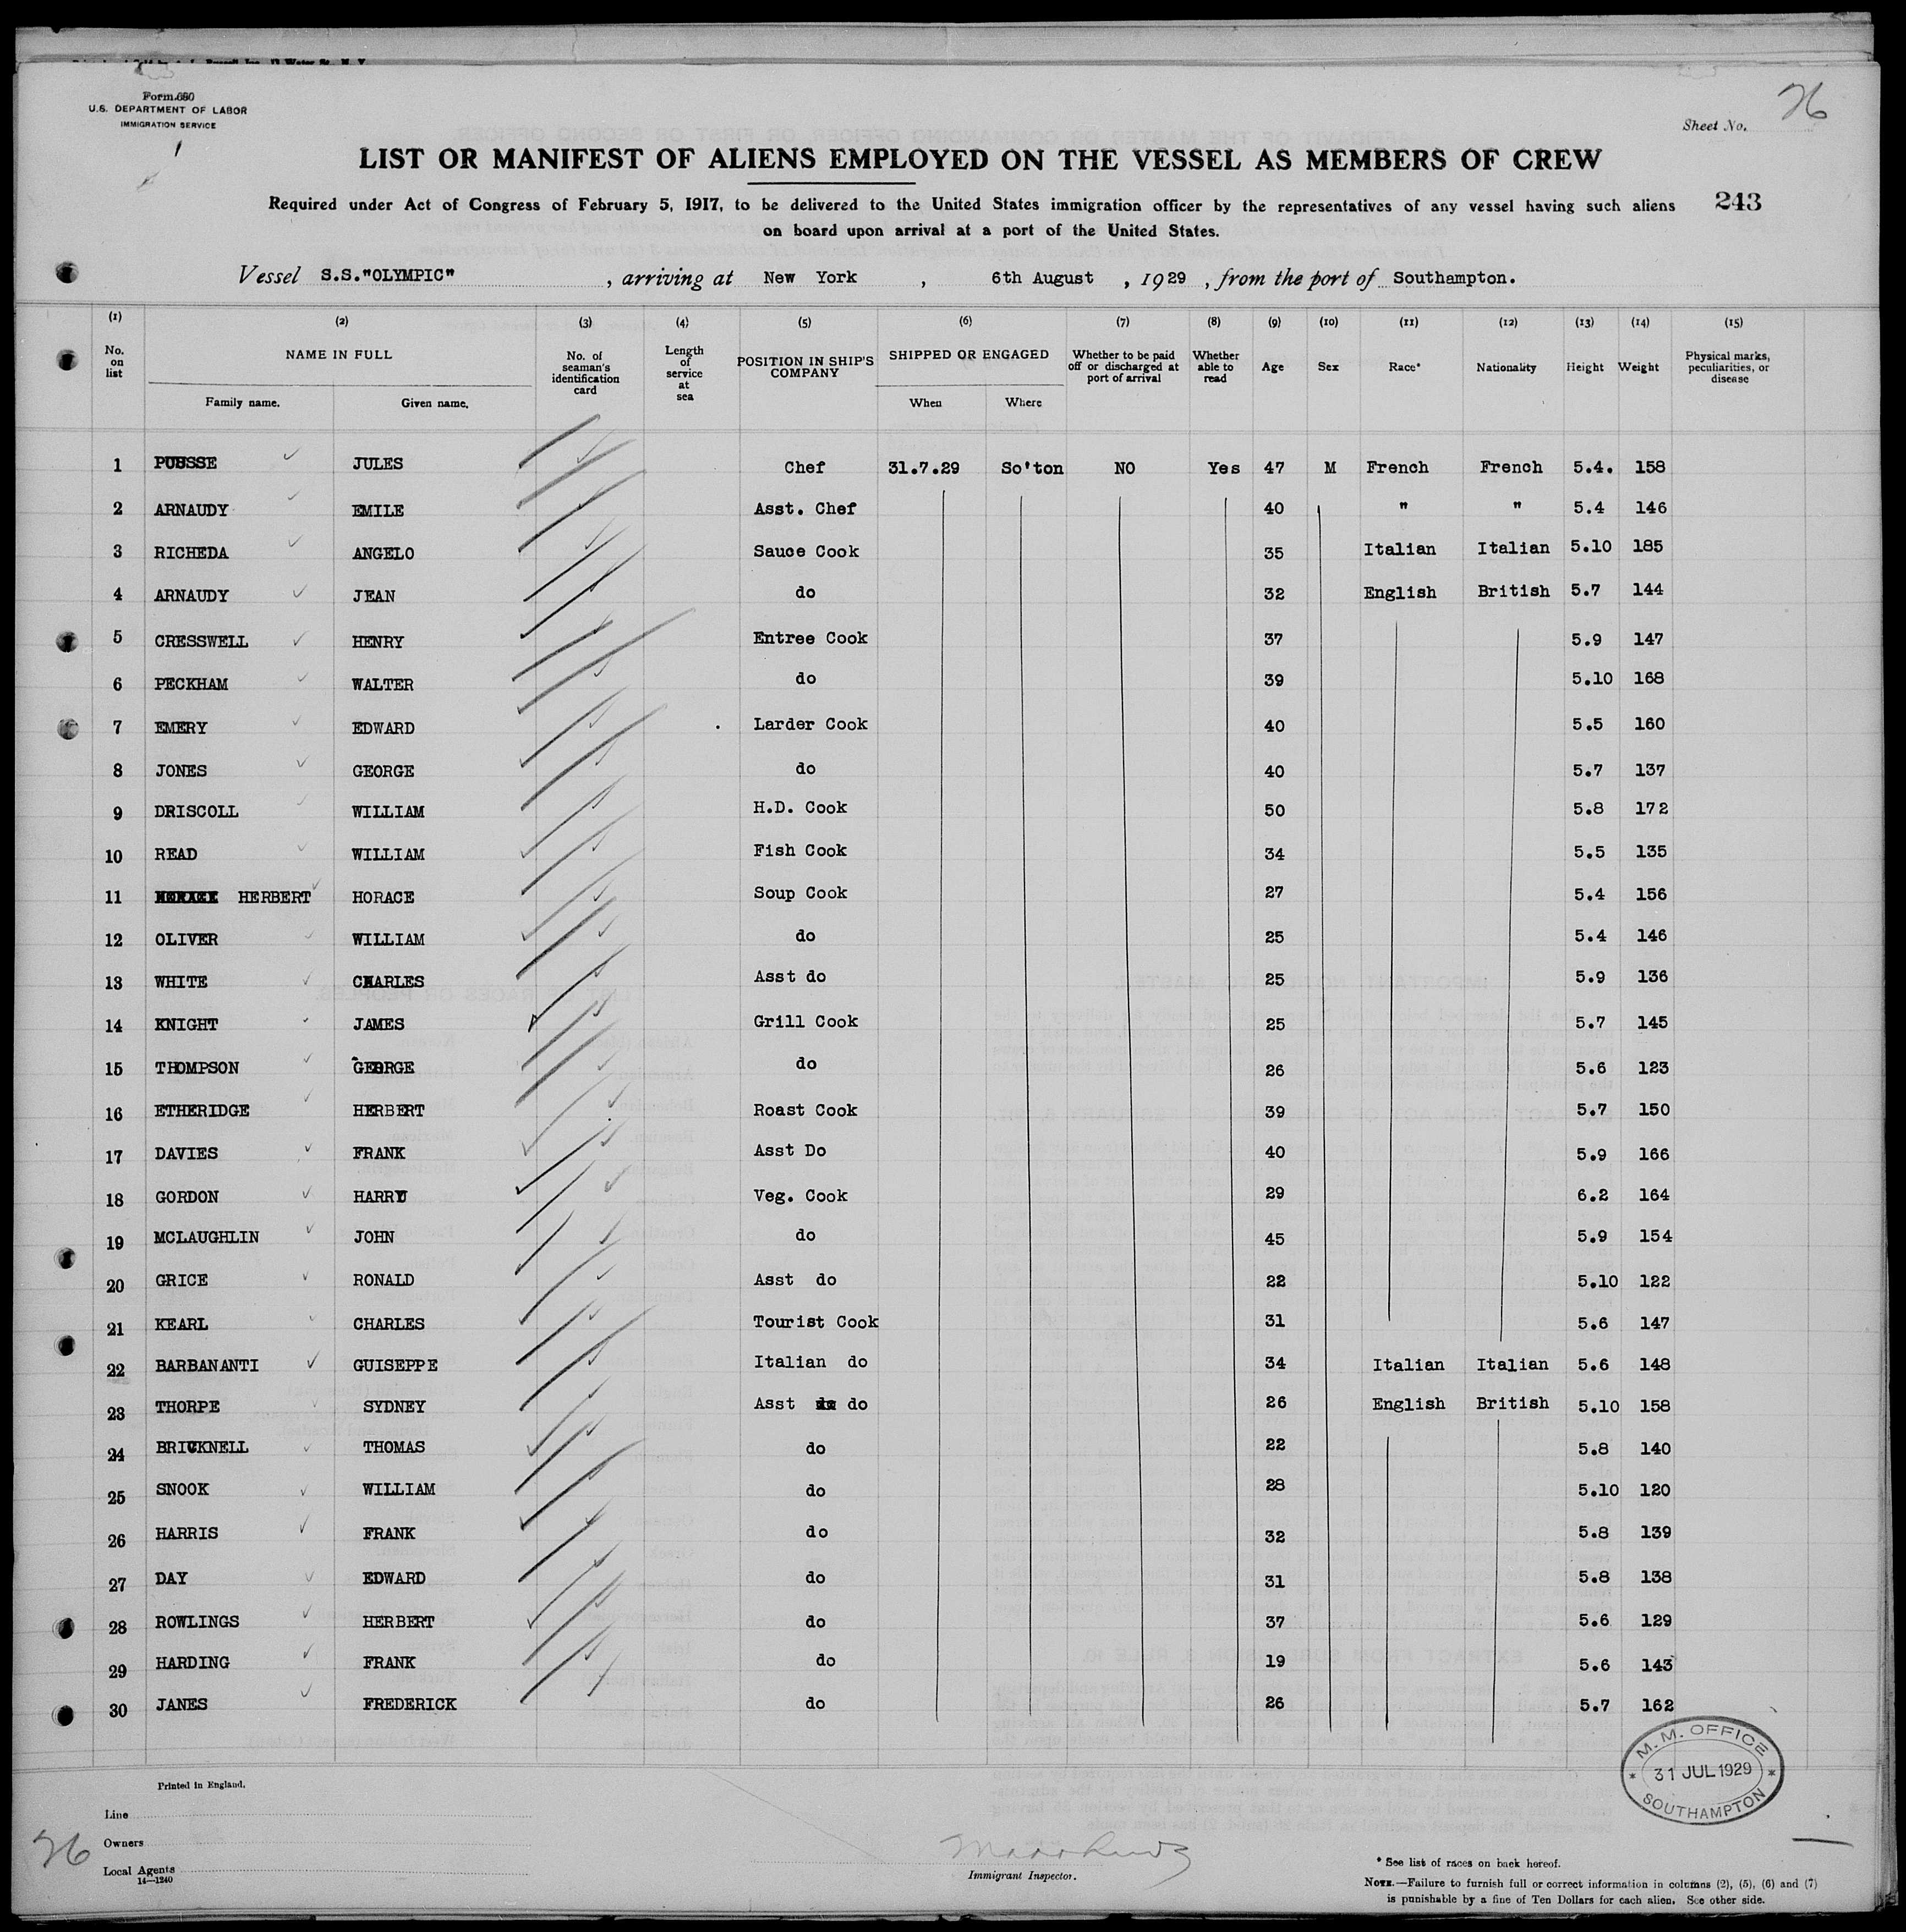 Form 680
U.S. DEPARTMENT OF LABOR
IMMIGRATION SERVICE
Sheet No. 26
LIST OR MANIFEST OF ALIENS EMPLOYED ON THE VESSEL AS MEMBERS OF CREW
Required under Act of Congress of February 5, 1917, to be delivered to the United States immigration officer by the representatives of any vessel having such aliens
on board upon arrival at a port of the United States.
243
Vessel S.S."OLYMPIC" , arriving at New York , 6th August , 1929 , from the port of Southampton.
(1) (2) (3) (4) (5) (6) (7) (8) (9) (10) (11) (12) (13) (14) (15)
No. on list NAME IN FULL No. of seaman's identification card Length of service at sea POSITION IN SHIP'S COMPANY SHIPPED OR ENGAGED Whether to be paid off or discharged at port of arrival Whether able to read Age Sex Race* Nationality Height Weight Physical marks, peculiarities, or disease
Family name. Given name. When Where
1 JULES Chef 31.7.29 So'ton NO Yes 47 M French French 5.4. 158
2 ARNAUDY EMILE Asst. Chef 40 " " 5.4 146
3 RICHEDA ANGELO Sauce Cook 35 Italian Italian 5.10 185
4 ARNAUDY JEAN do 32 English British 5.7 144
5 CRESSWELL HENRY Entree Cook 37 5.9 147
6 PECKHAM WALTER do 39 5.10 168
7 EMERY EDWARD Larder Cook 40 5.5 160
8 JONES GEORGE do 40 5.7 137
9 DRISCOLL WILLIAM H.D. Cook 50 5.8 172
10 READ WILLIAM Fish Cook 34 5.5 135
11 HERBERT HORACE Soup Cook 27 5.4 156
12 OLIVER WILLIAM do 25 5.4 146
13 WHITE CHARLES Asst do 25 5.9 136
14 KNIGHT JAMES Grill Cook 25 5.7 145
15 THOMPSON GEORGE do 26 5.6 123
16 ETHERIDGE HERBERT Roast Cook 39 5.7 150
17 DAVIES FRANK Asst Do 40 5.9 166
18 GORDON HARRY Veg. Cook 29 6.2 164
19 MCLAUGHLIN JOHN do 45 5.9 154
20 GRICE RONALD Asst do 22 5.10 122
21 KEARL CHARLES Tourist Cook 31 5.6 147
22 BARBANANTI GUISEPPE Italian do 34 Italian Italian 5.6 148
23 THORPE SYDNEY Asst do 26 English British 5.10 158
24 BRICKNELL THOMAS do 22 5.8 140
25 SNOOK WILLIAM do 28 5.10 120
26 HARRIS FRANK do 32 5.8 139
27 DAY EDWARD do 31 5.8 138
28 ROWLINGS HERBERT do 37 5.6 129
29 HARDING FRANK do 19 5.6 143
30 JANES FREDERICK do 26 5.7 162
M. M. OFFICE
* 31 JUL 1929 *
SOUTHAMPTON
Printed in England.
Line
Owners
Local Agents
14—1240
26
Immigrant Inspector.
* See list of races on back hereof.
NOTE.—Failure to furnish full or correct information in columns (2), (5), (6) and (7)
is punishable by a fine of Ten Dollars for each alien. See other side.